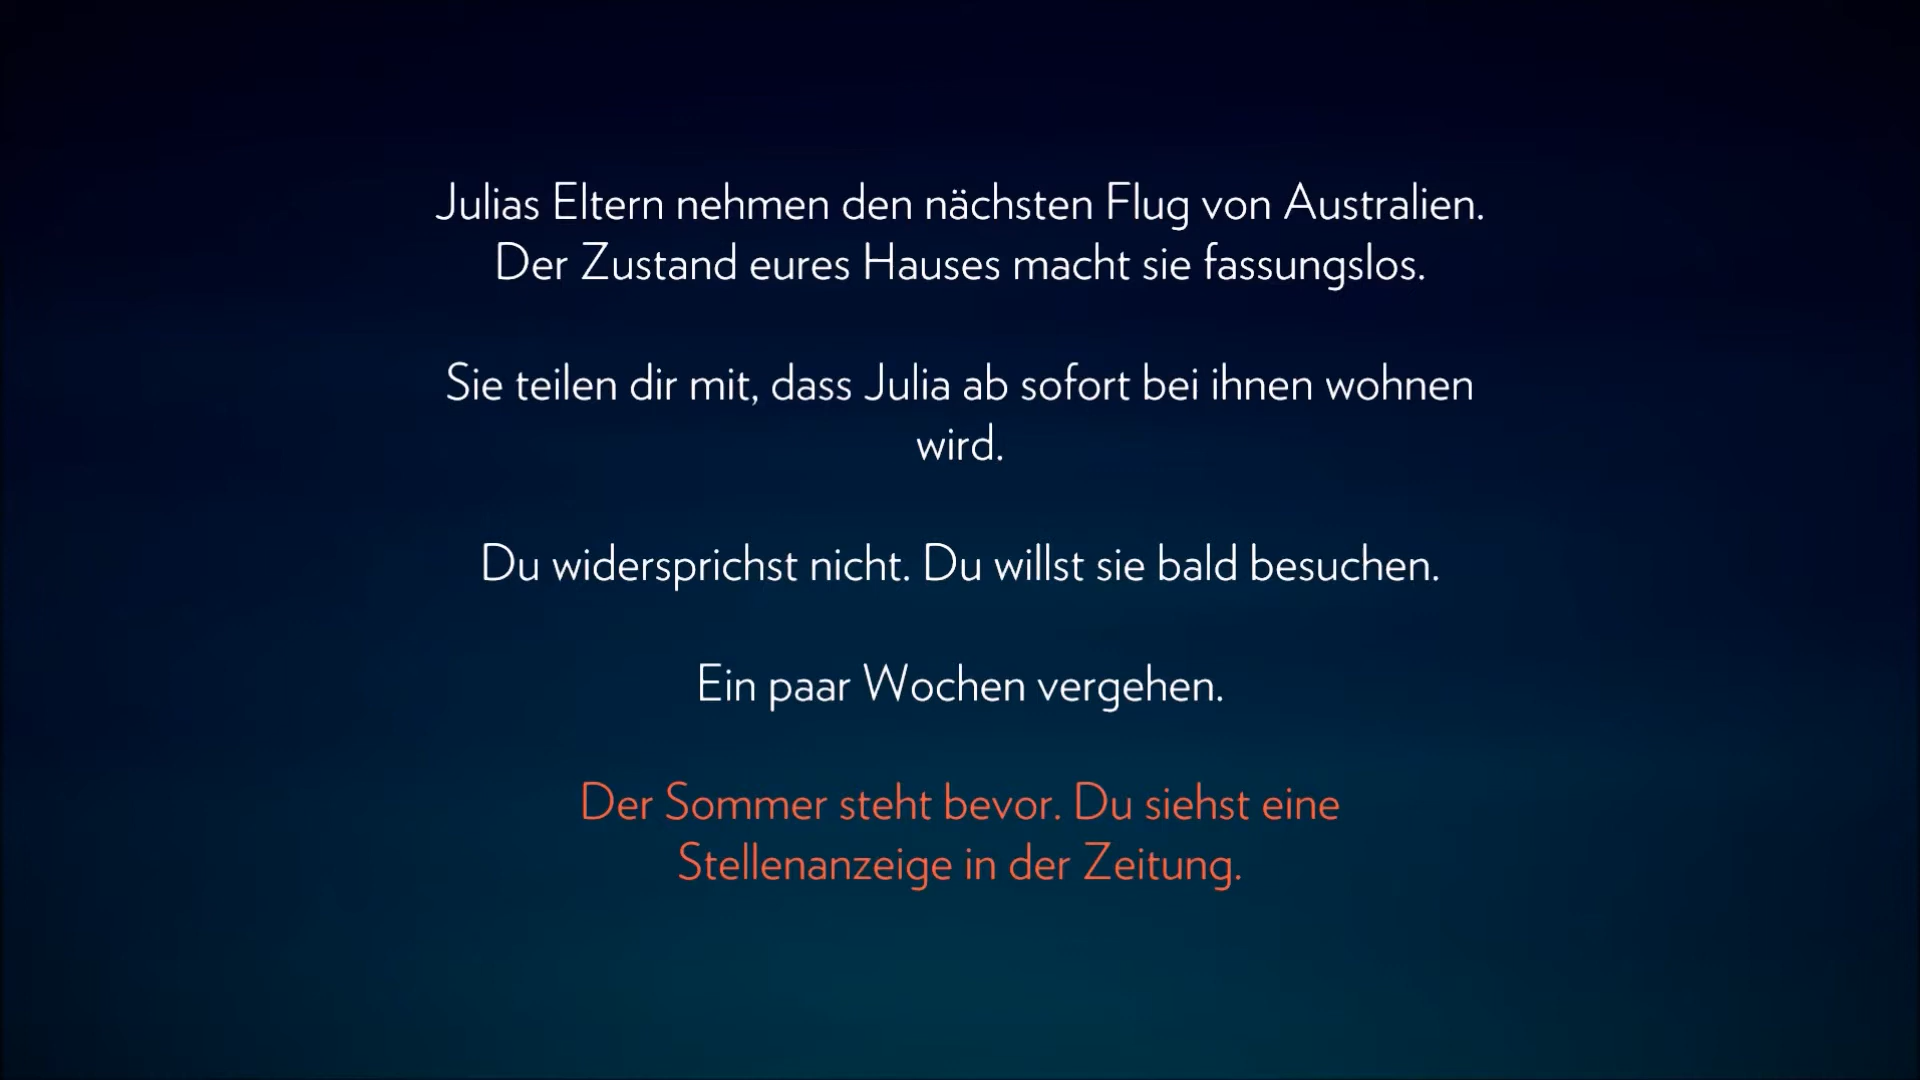 Julias Eltern nehmen den nächsten Flug von Australien.
Der Zustand eures Hauses macht sie fassungslos.
Sie teilen dir mit, dass Julia ab sofort bei ihnen wohnen
wird.
Du widersprichst nicht. Du willst sie bald besuchen.
Ein paar Wochen vergehen.
Der Sommer steht bevor. Du siehst eine
Stellenanzeige in der Zeitung.